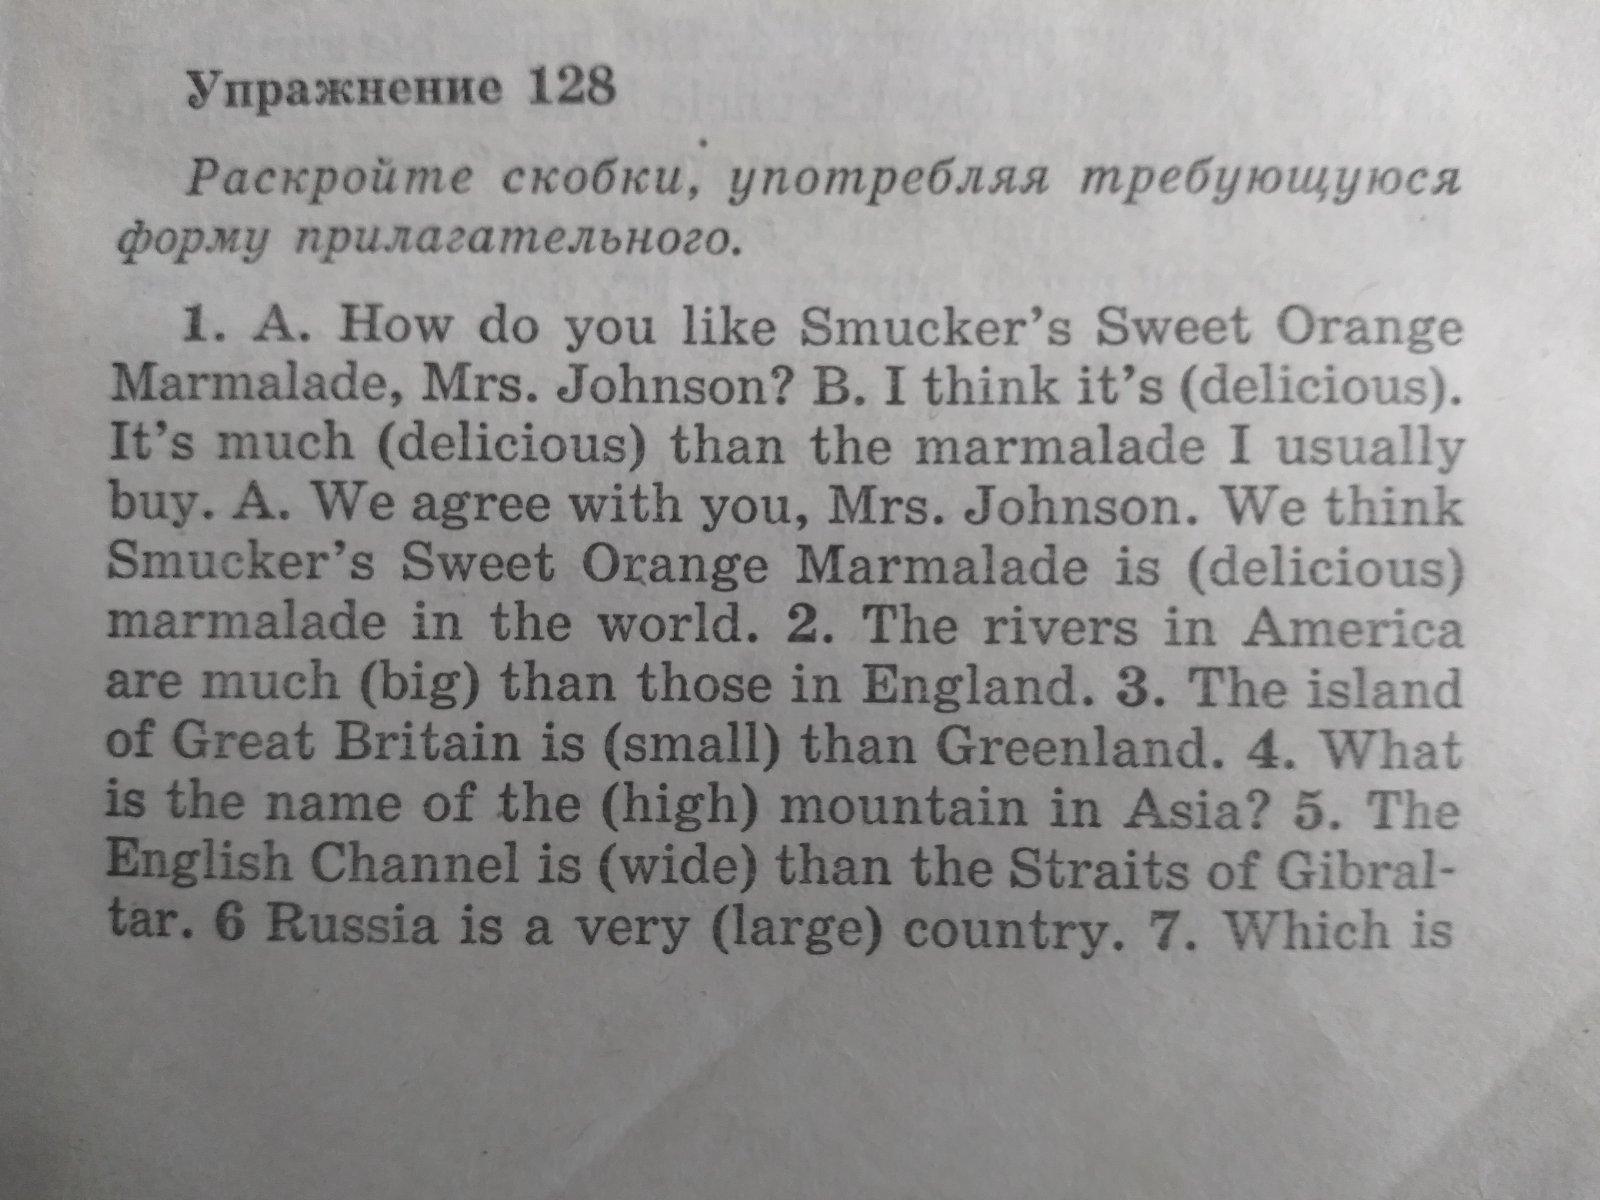 Упражнение 128
Раскройте скобки, употребляя требующуюся
форму прилагательного.
1. A. How do you like Smucker's Sweet Orange
Marmalade, Mrs. Johnson? B. I think it's (delicious).
It's much (delicious) than the marmalade I usually
buy. A. We agree with you, Mrs. Johnson. We think
Smucker's Sweet Orange Marmalade is (delicious)
marmalade in the world. 2. The rivers in America
are much (big) than those in England. 3. The island
of Great Britain is (small) than Greenland. 4. What
is the name of the (high) mountain in Asia? 5. The
English Channel is (wide) than the Straits of Gibral-
tar. 6 Russia is a very (large) country. 7. Which is